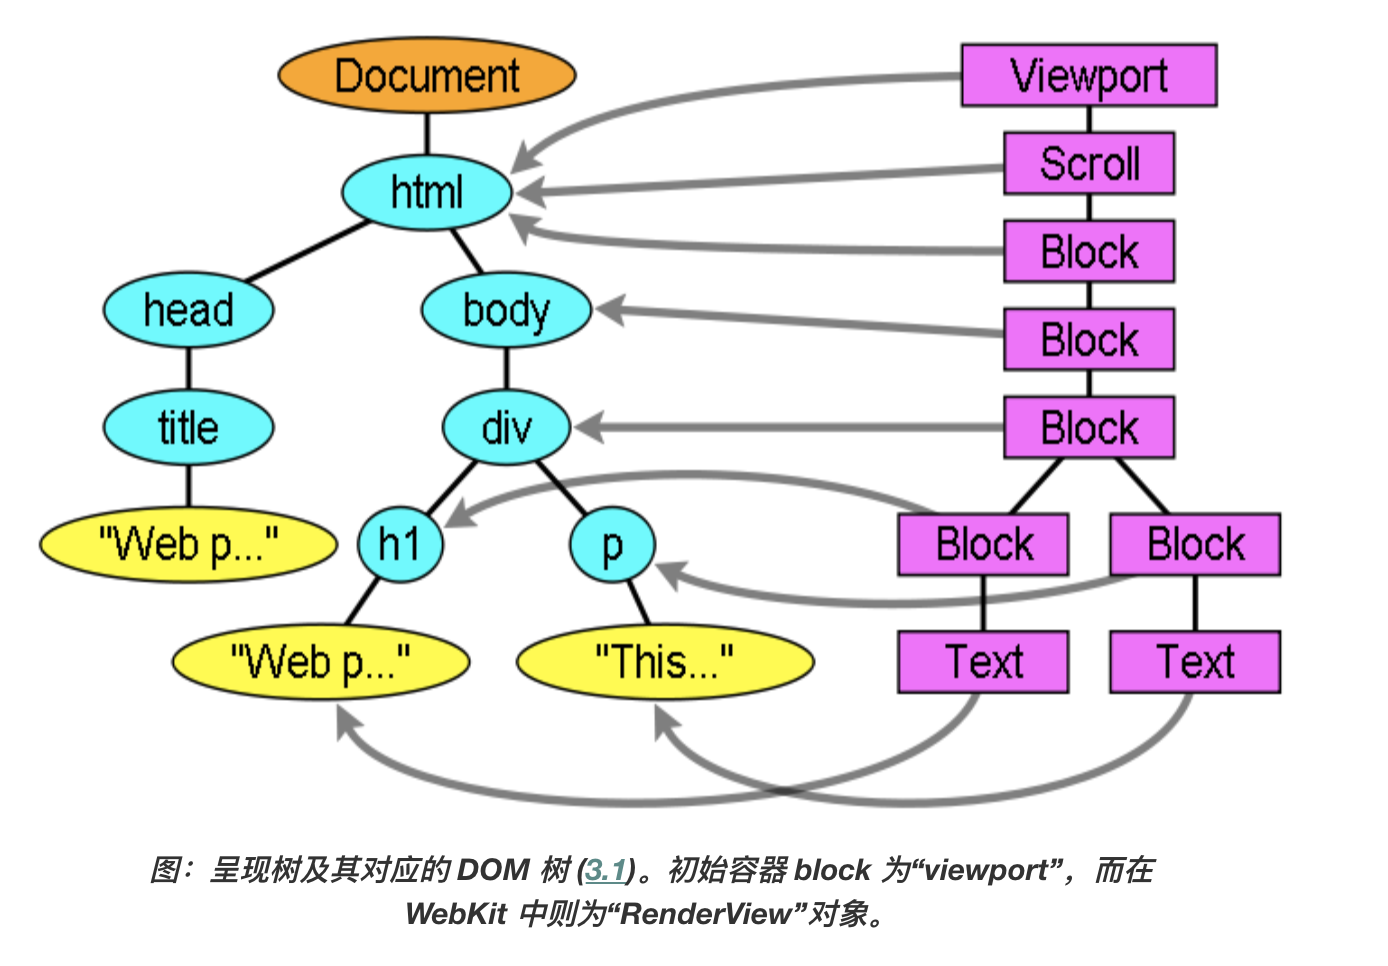 Document
Viewport
html
Scroll
Block
head
body
Block
title
div
Block
"Web p..."
h1
p
Block
Block
"Web p..."
"This..."
Text
Text
图：呈现树及其对应的 DOM 树 (3.1)。初始容器 block 为“viewport”，而在
WebKit 中则为“RenderView”对象。